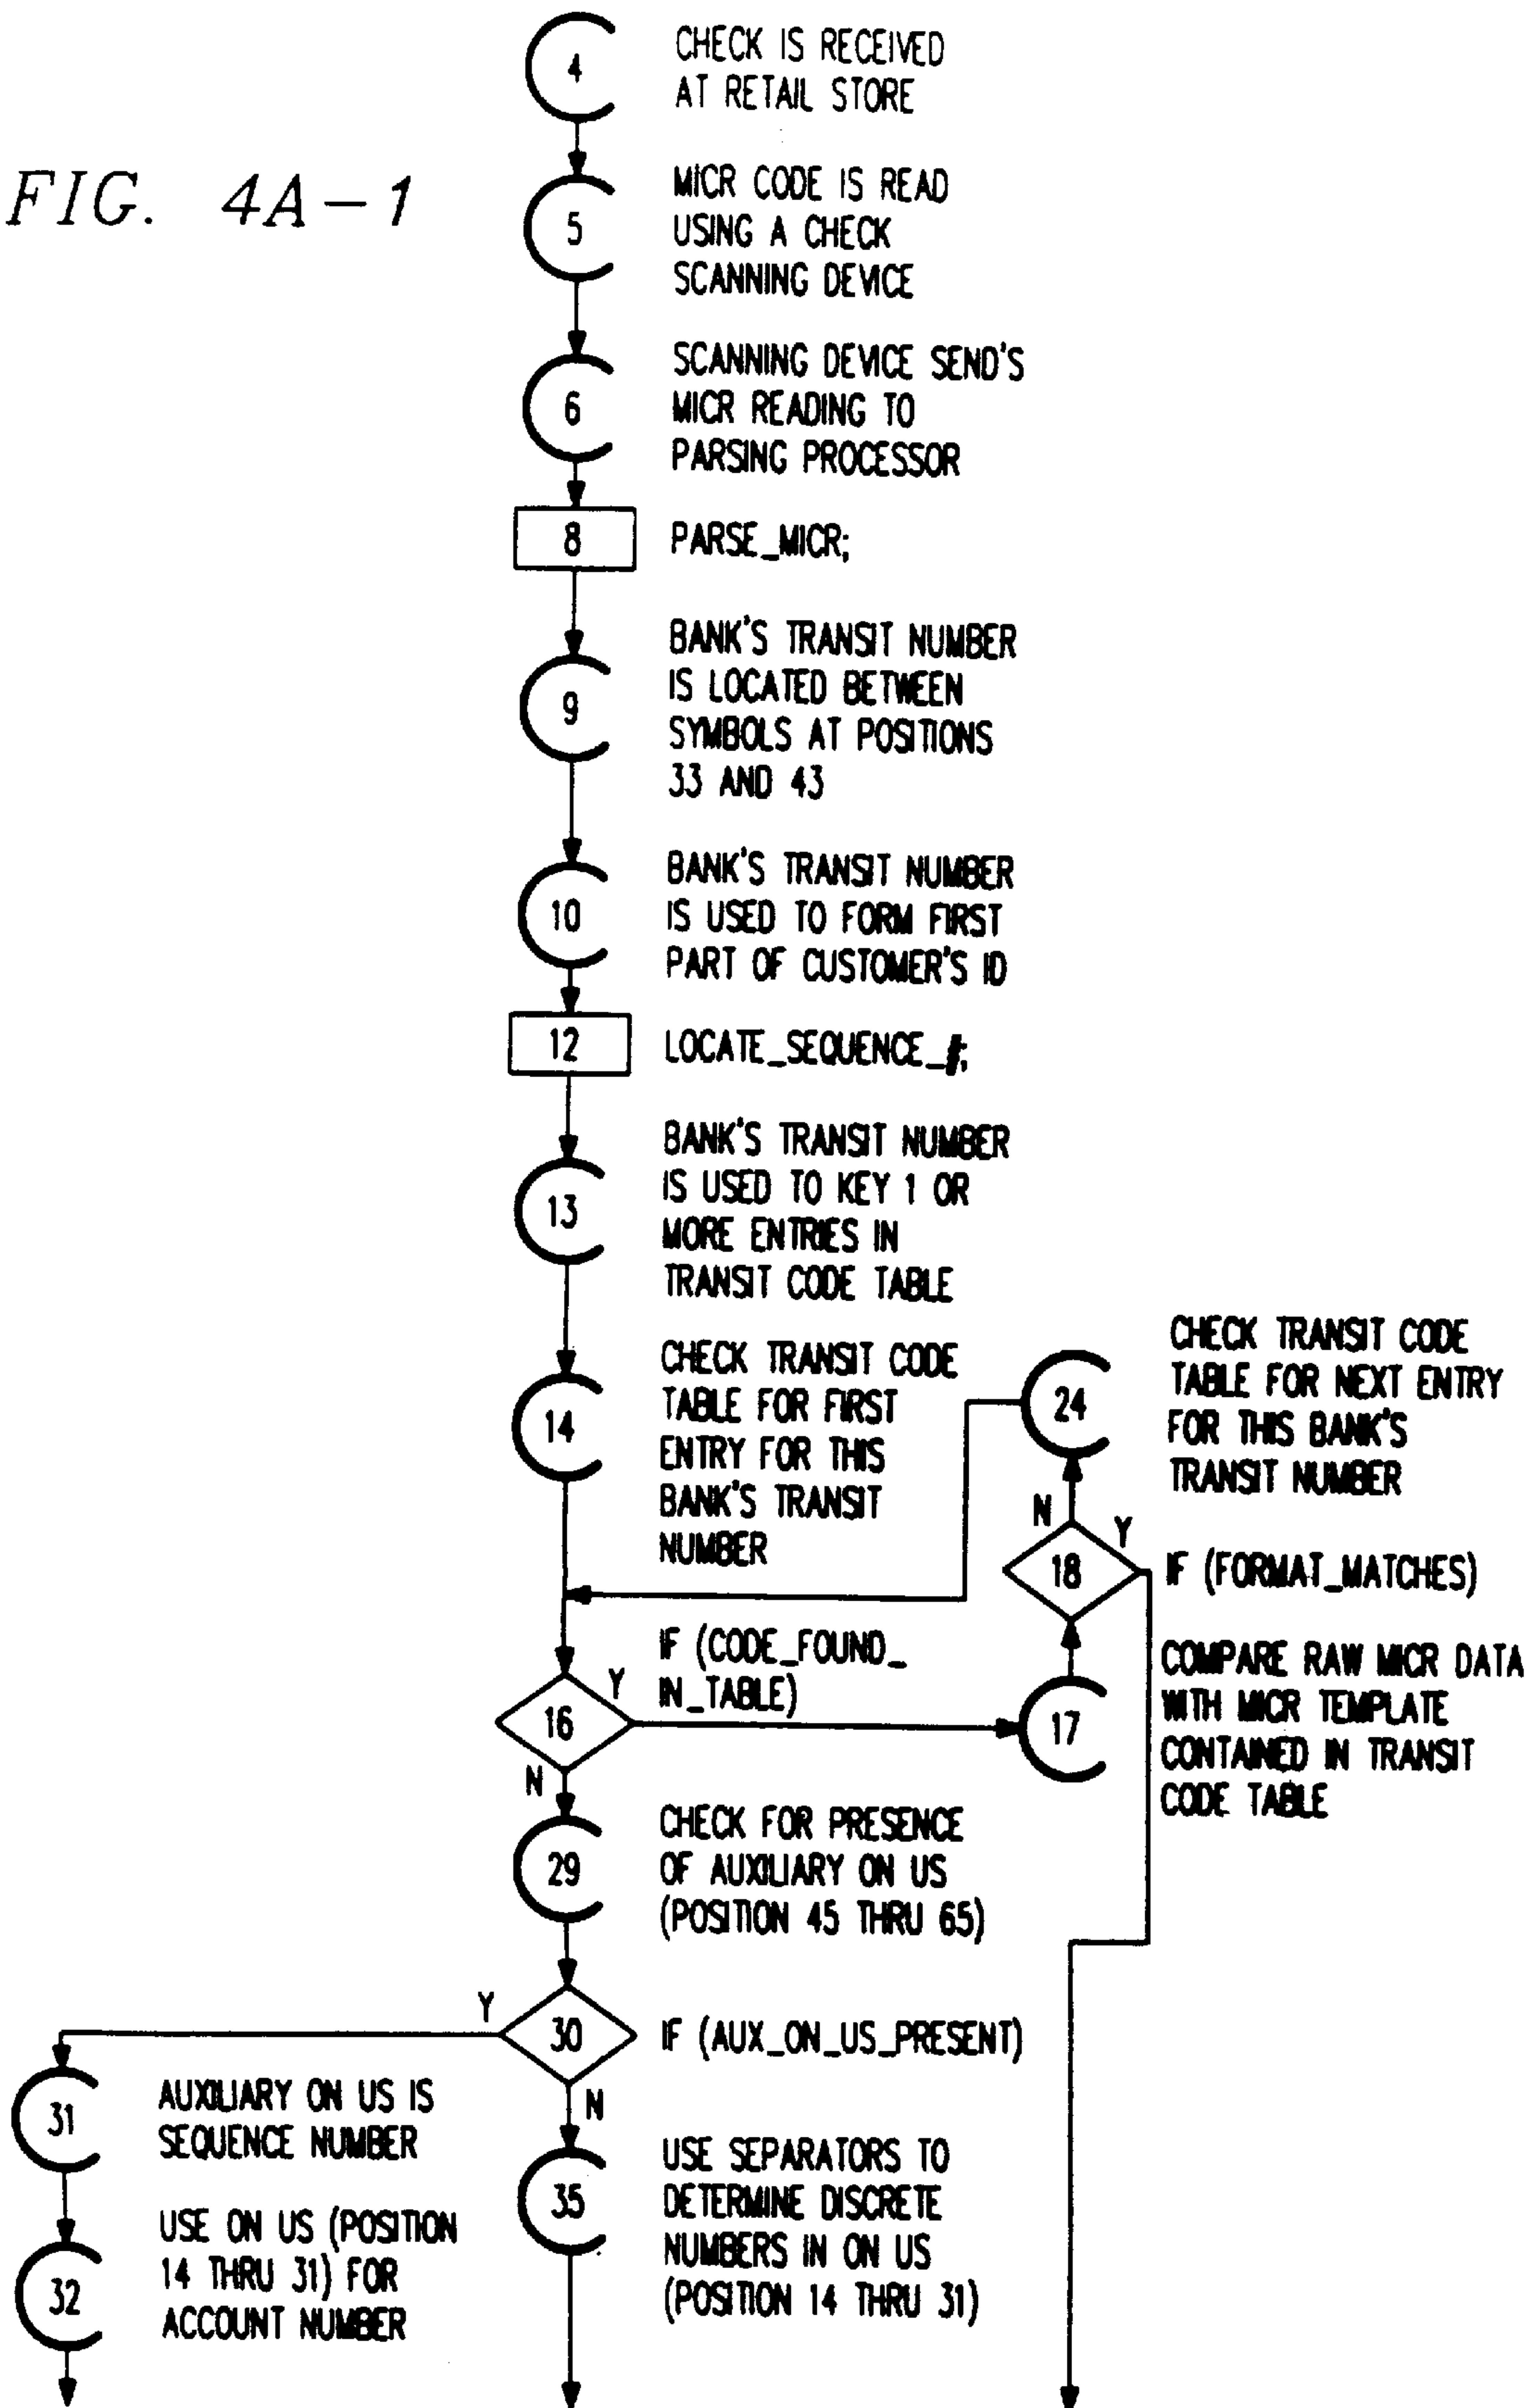 FIG. 4A-1
4
CHECK IS RECEIVED
AT RETAIL STORE
5
MICR CODE IS READ
USING A CHECK
SCANNING DEVICE
6
SCANNING DEVICE SEND'S
MICR READING TO
PARSING PROCESSOR
8
PARSE_MICR;
9
BANK'S TRANSIT NUMBER
IS LOCATED BETWEEN
SYMBOLS AT POSITIONS
33 AND 43
10
BANK'S TRANSIT NUMBER
IS USED TO FORM FIRST
PART OF CUSTOMER'S ID
12
LOCATE_SEQUENCE_#;
13
BANK'S TRANSIT NUMBER
IS USED TO KEY 1 OR
MORE ENTRIES IN
TRANSIT CODE TABLE
14
CHECK TRANSIT CODE
TABLE FOR FIRST
ENTRY FOR THIS
BANK'S TRANSIT
NUMBER
24
CHECK TRANSIT CODE
TABLE FOR NEXT ENTRY
FOR THIS BANK'S
TRANSIT NUMBER
N
Y
18
IF (FORMAT_MATCHES)
16
Y
N
IF (CODE_FOUND_
IN_TABLE)
17
COMPARE RAW MICR DATA
WITH MICR TEMPLATE
CONTAINED IN TRANSIT
CODE TABLE
29
CHECK FOR PRESENCE
OF AUXILIARY ON US
(POSITION 45 THRU 65)
Y
30
N
IF (AUX_ON_US_PRESENT)
31
AUXILIARY ON US IS
SEQUENCE NUMBER
32
USE ON US (POSITION
14 THRU 31) FOR
ACCOUNT NUMBER
35
USE SEPARATORS TO
DETERMINE DISCRETE
NUMBERS IN ON US
(POSITION 14 THRU 31)